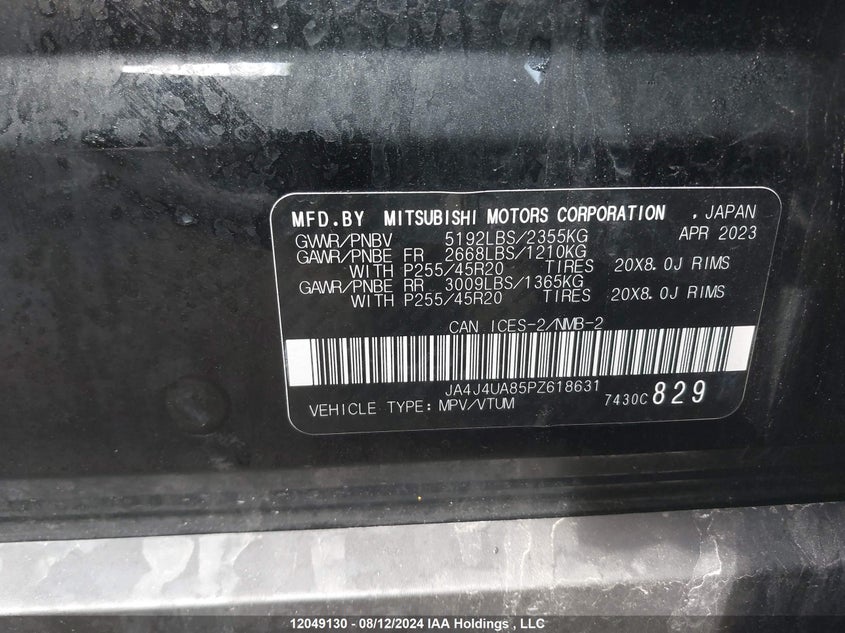 MFD.BY MITSUBISHI MOTORS CORPORATION , JAPAN
GVWR/PNBV 5192LBS/2355KG APR 2023
GAWR/PNBE FR 2668LBS/1210KG
WITH P255/45R20 TIRES 20X8.0J RIMS
GAWR/PNBE RR 3009LBS/1365KG
WITH P255/45R20 TIRES 20X8.0J RIMS
CAN ICES-2/NMB-2
JA4J4UA85PZ618631
VEHICLE TYPE: MPV/VTUM 7430C 829
12049130 - 08/12/2024 IAA Holdings , LLC